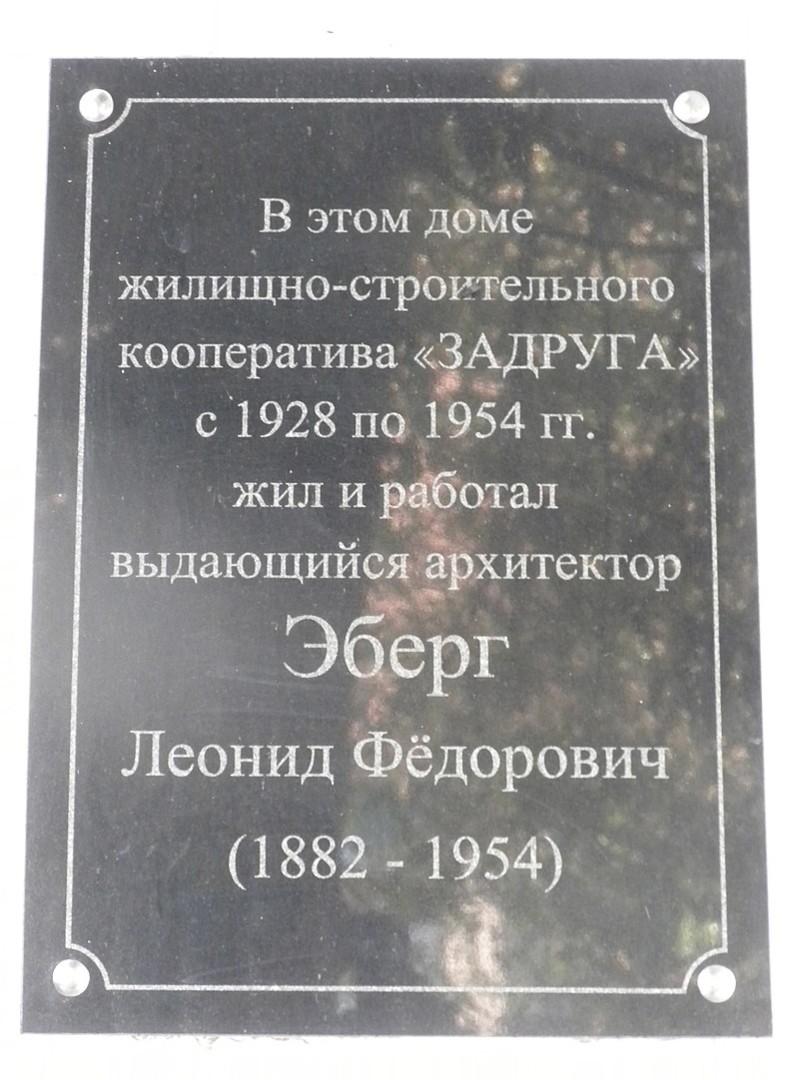 В этом доме
жилищно-строительного
кооператива «ЗАДРУГА»
с 1928 по 1954 гг.
жил и работал
выдающийся архитектор
Эберг
Леонид Фёдорович
(1882 - 1954)